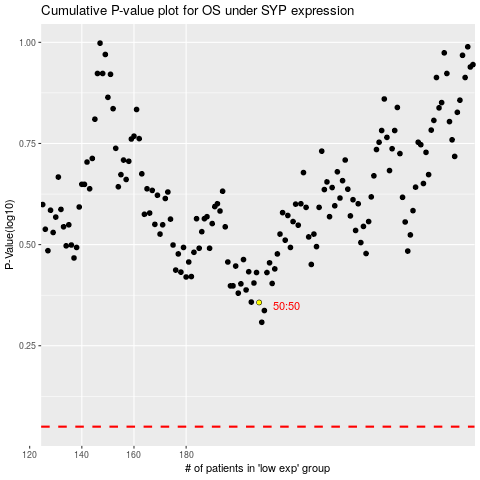 Cumulative P-value plot for OS under SYP expression
P-Value(log10)
1.00
0.75
0.50
0.25
50:50
120 140 160 180
# of patients in 'low exp' group